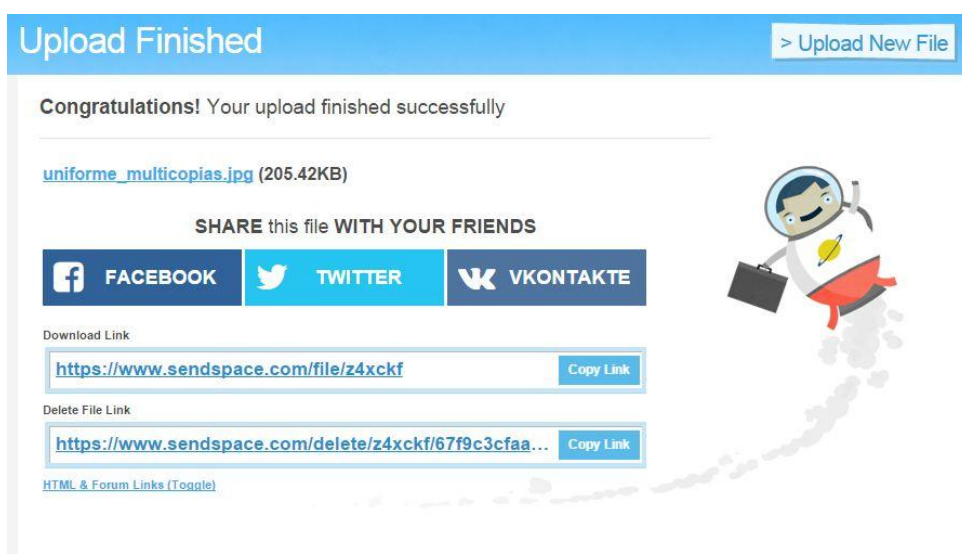 Upload Finished
> Upload New File
Congratulations! Your upload finished successfully
uniforme_multicopias.jpg (205.42KB)
SHARE this file WITH YOUR FRIENDS
FACEBOOK
TWITTER
VKONTAKTE
Download Link
https://www.sendspace.com/file/z4xckf
Copy Link
Delete File Link
https://www.sendspace.com/delete/z4xckf/67f9c3cfaa...
Copy Link
HTML & Forum Links (Toggle)